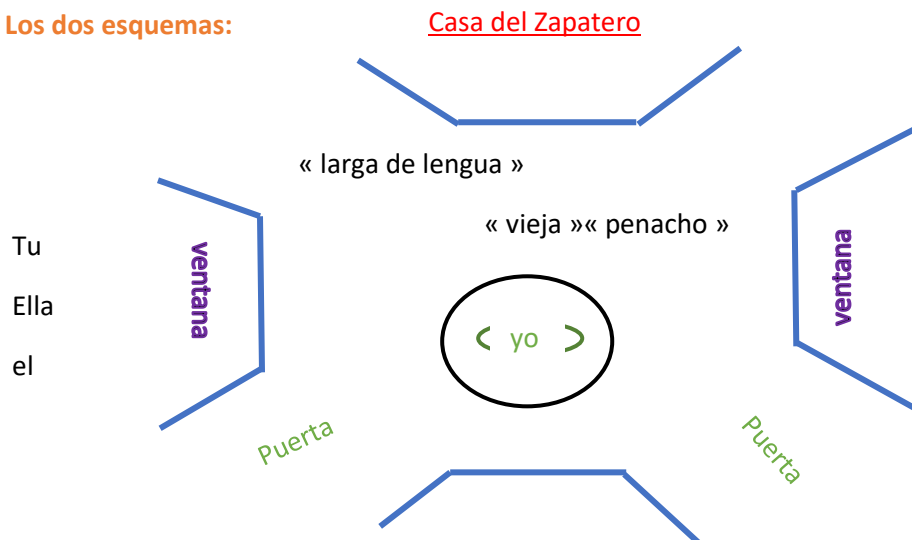 Los dos esquemas:
Casa del Zapatero
« larga de lengua »
« vieja »« penacho »
Tu
Ella
el
ventana
ventana
yo
Puerta
Puerta